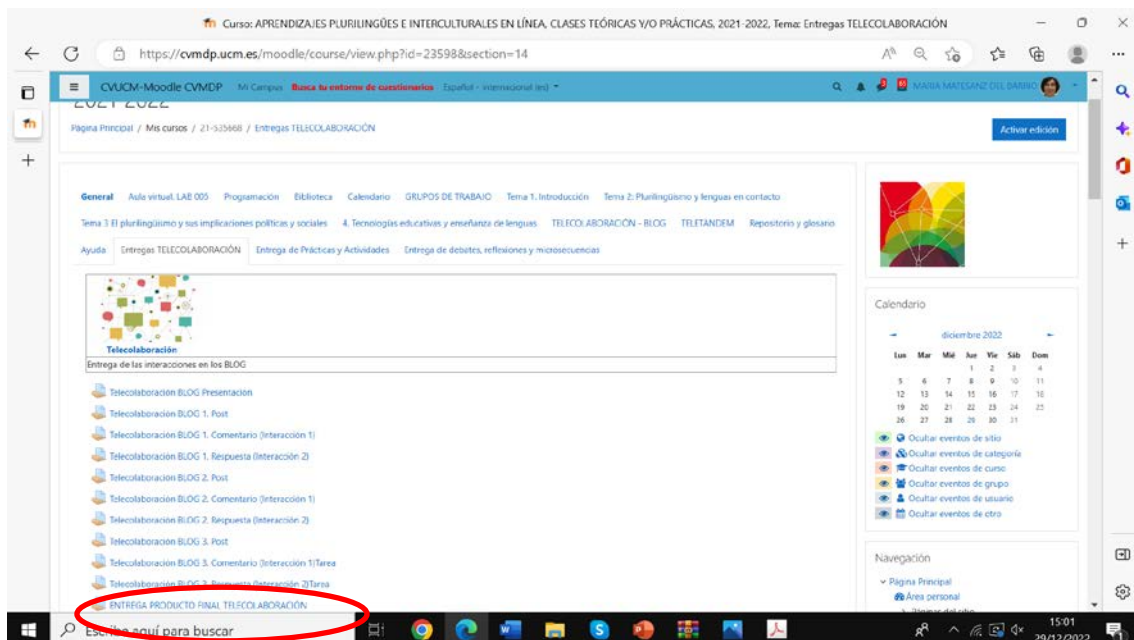 Curso: APRENDIZAJES PLURILINGÜES E INTERCULTURALES EN LÍNEA, CLASES TEÓRICAS Y/O PRÁCTICAS, 2021-2022, Tema: Entregas TELECOLABORACIÓN
https://cvmdp.ucm.es/moodle/course/view.php?id=23598&section=14
CVUCM-Moodle CVMDP Mi Campus Busca tu entorno de cuestionarios Español - Internacional (es)
MARIA MATESANZ DEL BARRIO
2021-2022
Página Principal / Mis cursos / 21-535668 / Entregas TELECOLABORACIÓN
Activar edición
General Aula virtual. LAB 005 Programación Biblioteca Calendario GRUPOS DE TRABAJO Tema 1. Introducción Tema 2: Plurilingüismo y lenguas en contacto
Tema 3 El plurilingüismo y sus implicaciones políticas y sociales 4. Tecnologías educativas y enseñanza de lenguas TELECOLABORACIÓN - BLOG TELETANDEM Repositorio y glosario
Ayuda Entregas TELECOLABORACIÓN Entrega de Prácticas y Actividades Entrega de debates, reflexiones y microsecuencias
Telecolaboración
Entrega de las interacciones en los BLOG
Telecolaboración BLOG Presentación
Telecolaboración BLOG 1. Post
Telecolaboración BLOG 1. Comentario (Interacción 1)
Telecolaboración BLOG 1. Respuesta (Interacción 2)
Telecolaboración BLOG 2. Post
Telecolaboración BLOG 2. Comentario (Interacción 1)
Telecolaboración BLOG 2. Respuesta (Interacción 2)
Telecolaboración BLOG 3. Post
Telecolaboración BLOG 3. Comentario (Interacción 1)Tarea
Telecolaboración BLOG 3. Respuesta (Interacción 2)Tarea
ENTREGA PRODUCTO FINAL TELECOLABORACIÓN
Calendario
diciembre 2022
Lun Mar Mié Jue Vie Sáb Dom
1 2 3 4
5 6 7 8 9 10 11
12 13 14 15 16 17 18
19 20 21 22 23 24 25
26 27 28 29 30 31
Ocultar eventos de sitio
Ocultar eventos de categoría
Ocultar eventos de curso
Ocultar eventos de grupo
Ocultar eventos de usuario
Ocultar eventos de otro
Navegación
Página Principal
Área personal
Páginas del sitio
Escribe aquí para buscar
15:01
29/12/2022